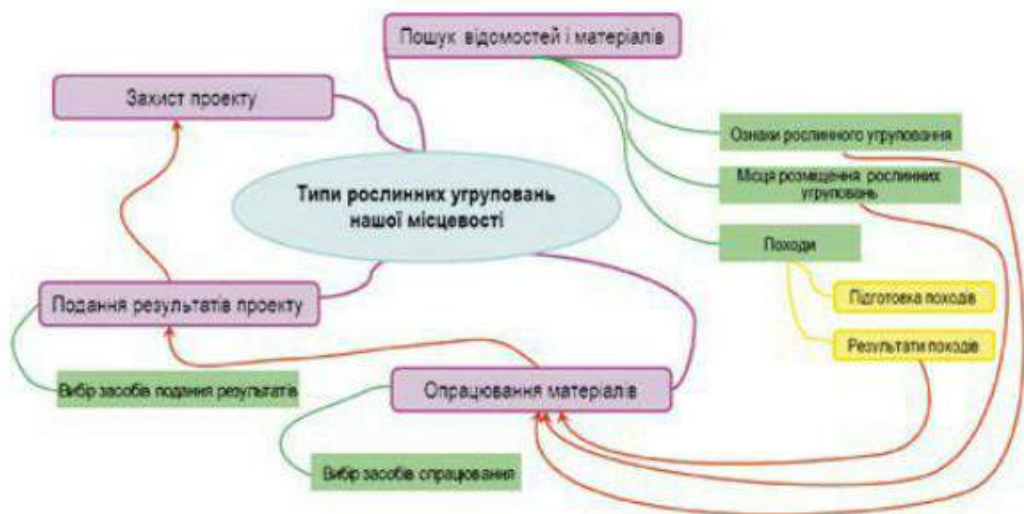 Пошук відомостей і матеріалів
Захист проекту
Ознаки рослинного угруповання
Типи рослинних угруповань
нашої місцевості
Місця розміщення рослинних
угруповань
Походи
Подання результатів проекту
Підготовка походів
Результати походів
Вибір засобів подання результатів
Опрацювання матеріалів
Вибір засобів опрацювання